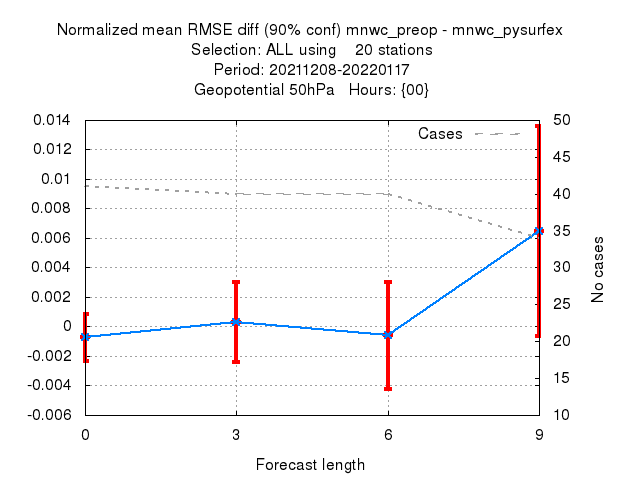 Normalized mean RMSE diff (90% conf) mnwc_preop - mnwc_pysurfex
Selection: ALL using    20 stations
Period: 20211208-20220117
Geopotential 50hPa   Hours: {00}
Cases
0.014
0.012
0.01
0.008
0.006
0.004
0.002
0
-0.002
-0.004
-0.006
50
45
40
35
30
25
20
15
10
No cases
0 3 6 9
Forecast length